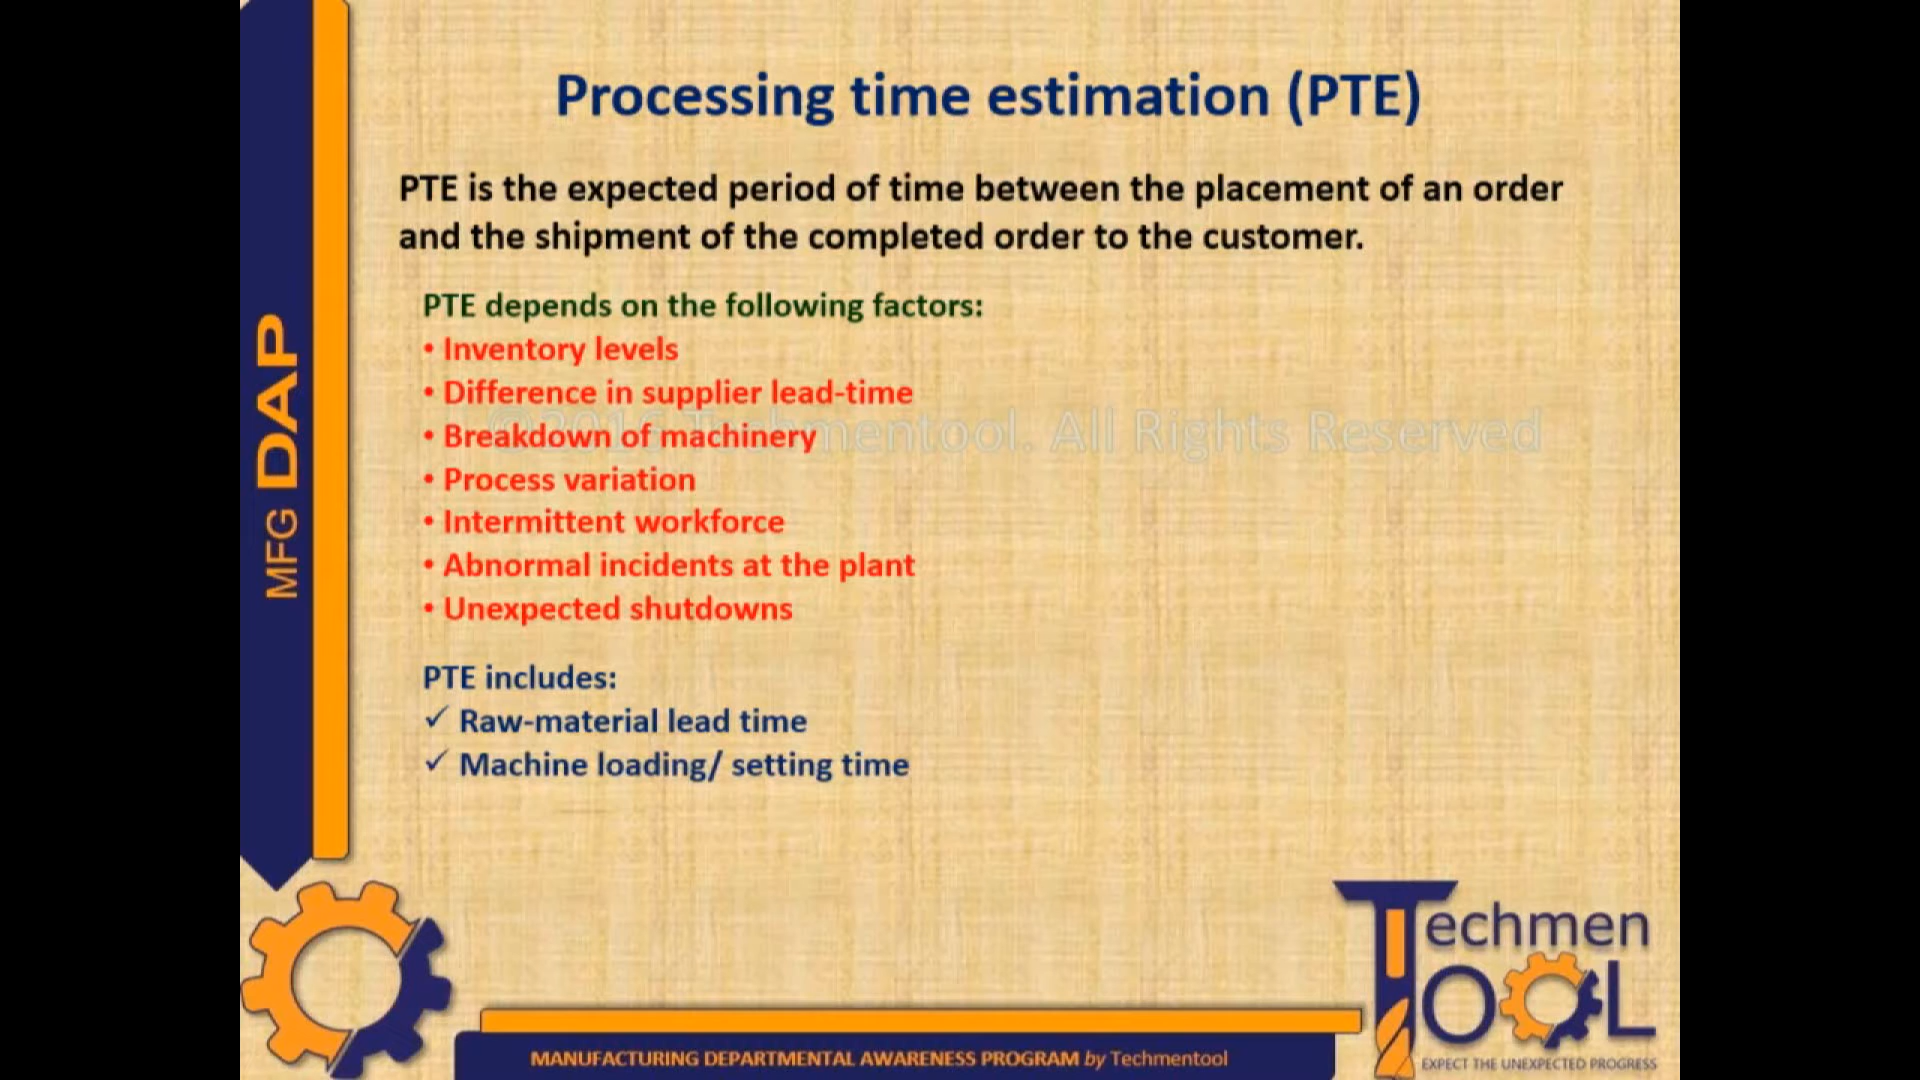 Processing time estimation (PTE)
PTE is the expected period of time between the placement of an order
and the shipment of the completed order to the customer.
PTE depends on the following factors:
• Inventory levels
• Difference in supplier lead-time
©2016 Techmentool. All Rights Reserved
• Breakdown of machinery
• Process variation
• Intermittent workforce
• Abnormal incidents at the plant
• Unexpected shutdowns
PTE includes:
✓ Raw-material lead time
✓ Machine loading/ setting time
MFG DAP
Techmen
TOOL
EXPECT THE UNEXPECTED PROGRESS
MANUFACTURING DEPARTMENTAL AWARENESS PROGRAM by Techmentool